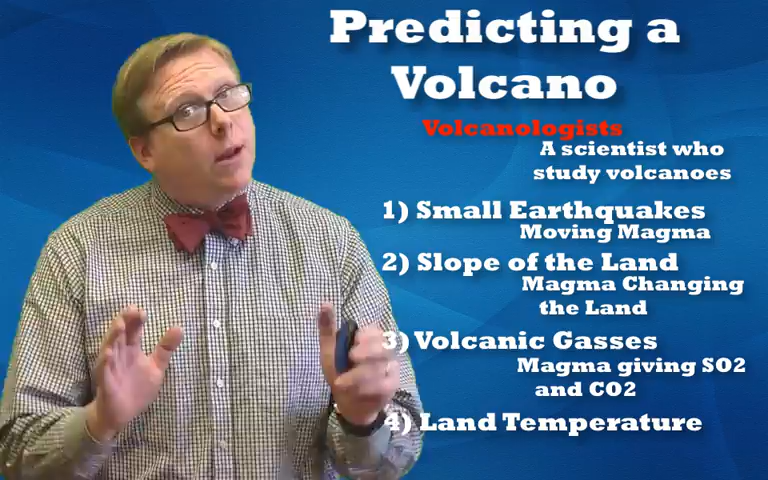 Predicting a
Volcano
Volcanologists
A scientist who
study volcanoes
1) Small Earthquakes
Moving Magma
2) Slope of the Land
Magma Changing
the Land
3) Volcanic Gasses
Magma giving SO2
and CO2
4) Land Temperature